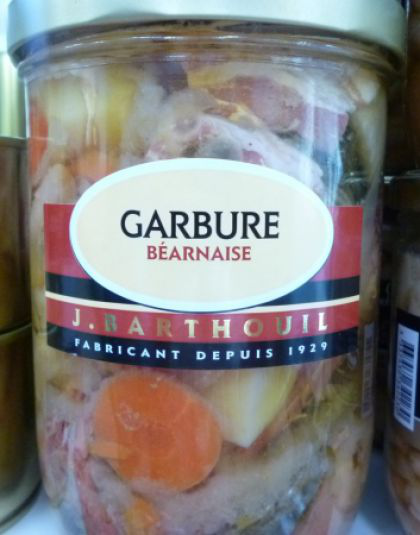 GARBURE
BÉARNAISE
J. BARTHOUIL
FABRICANT DEPUIS 1929